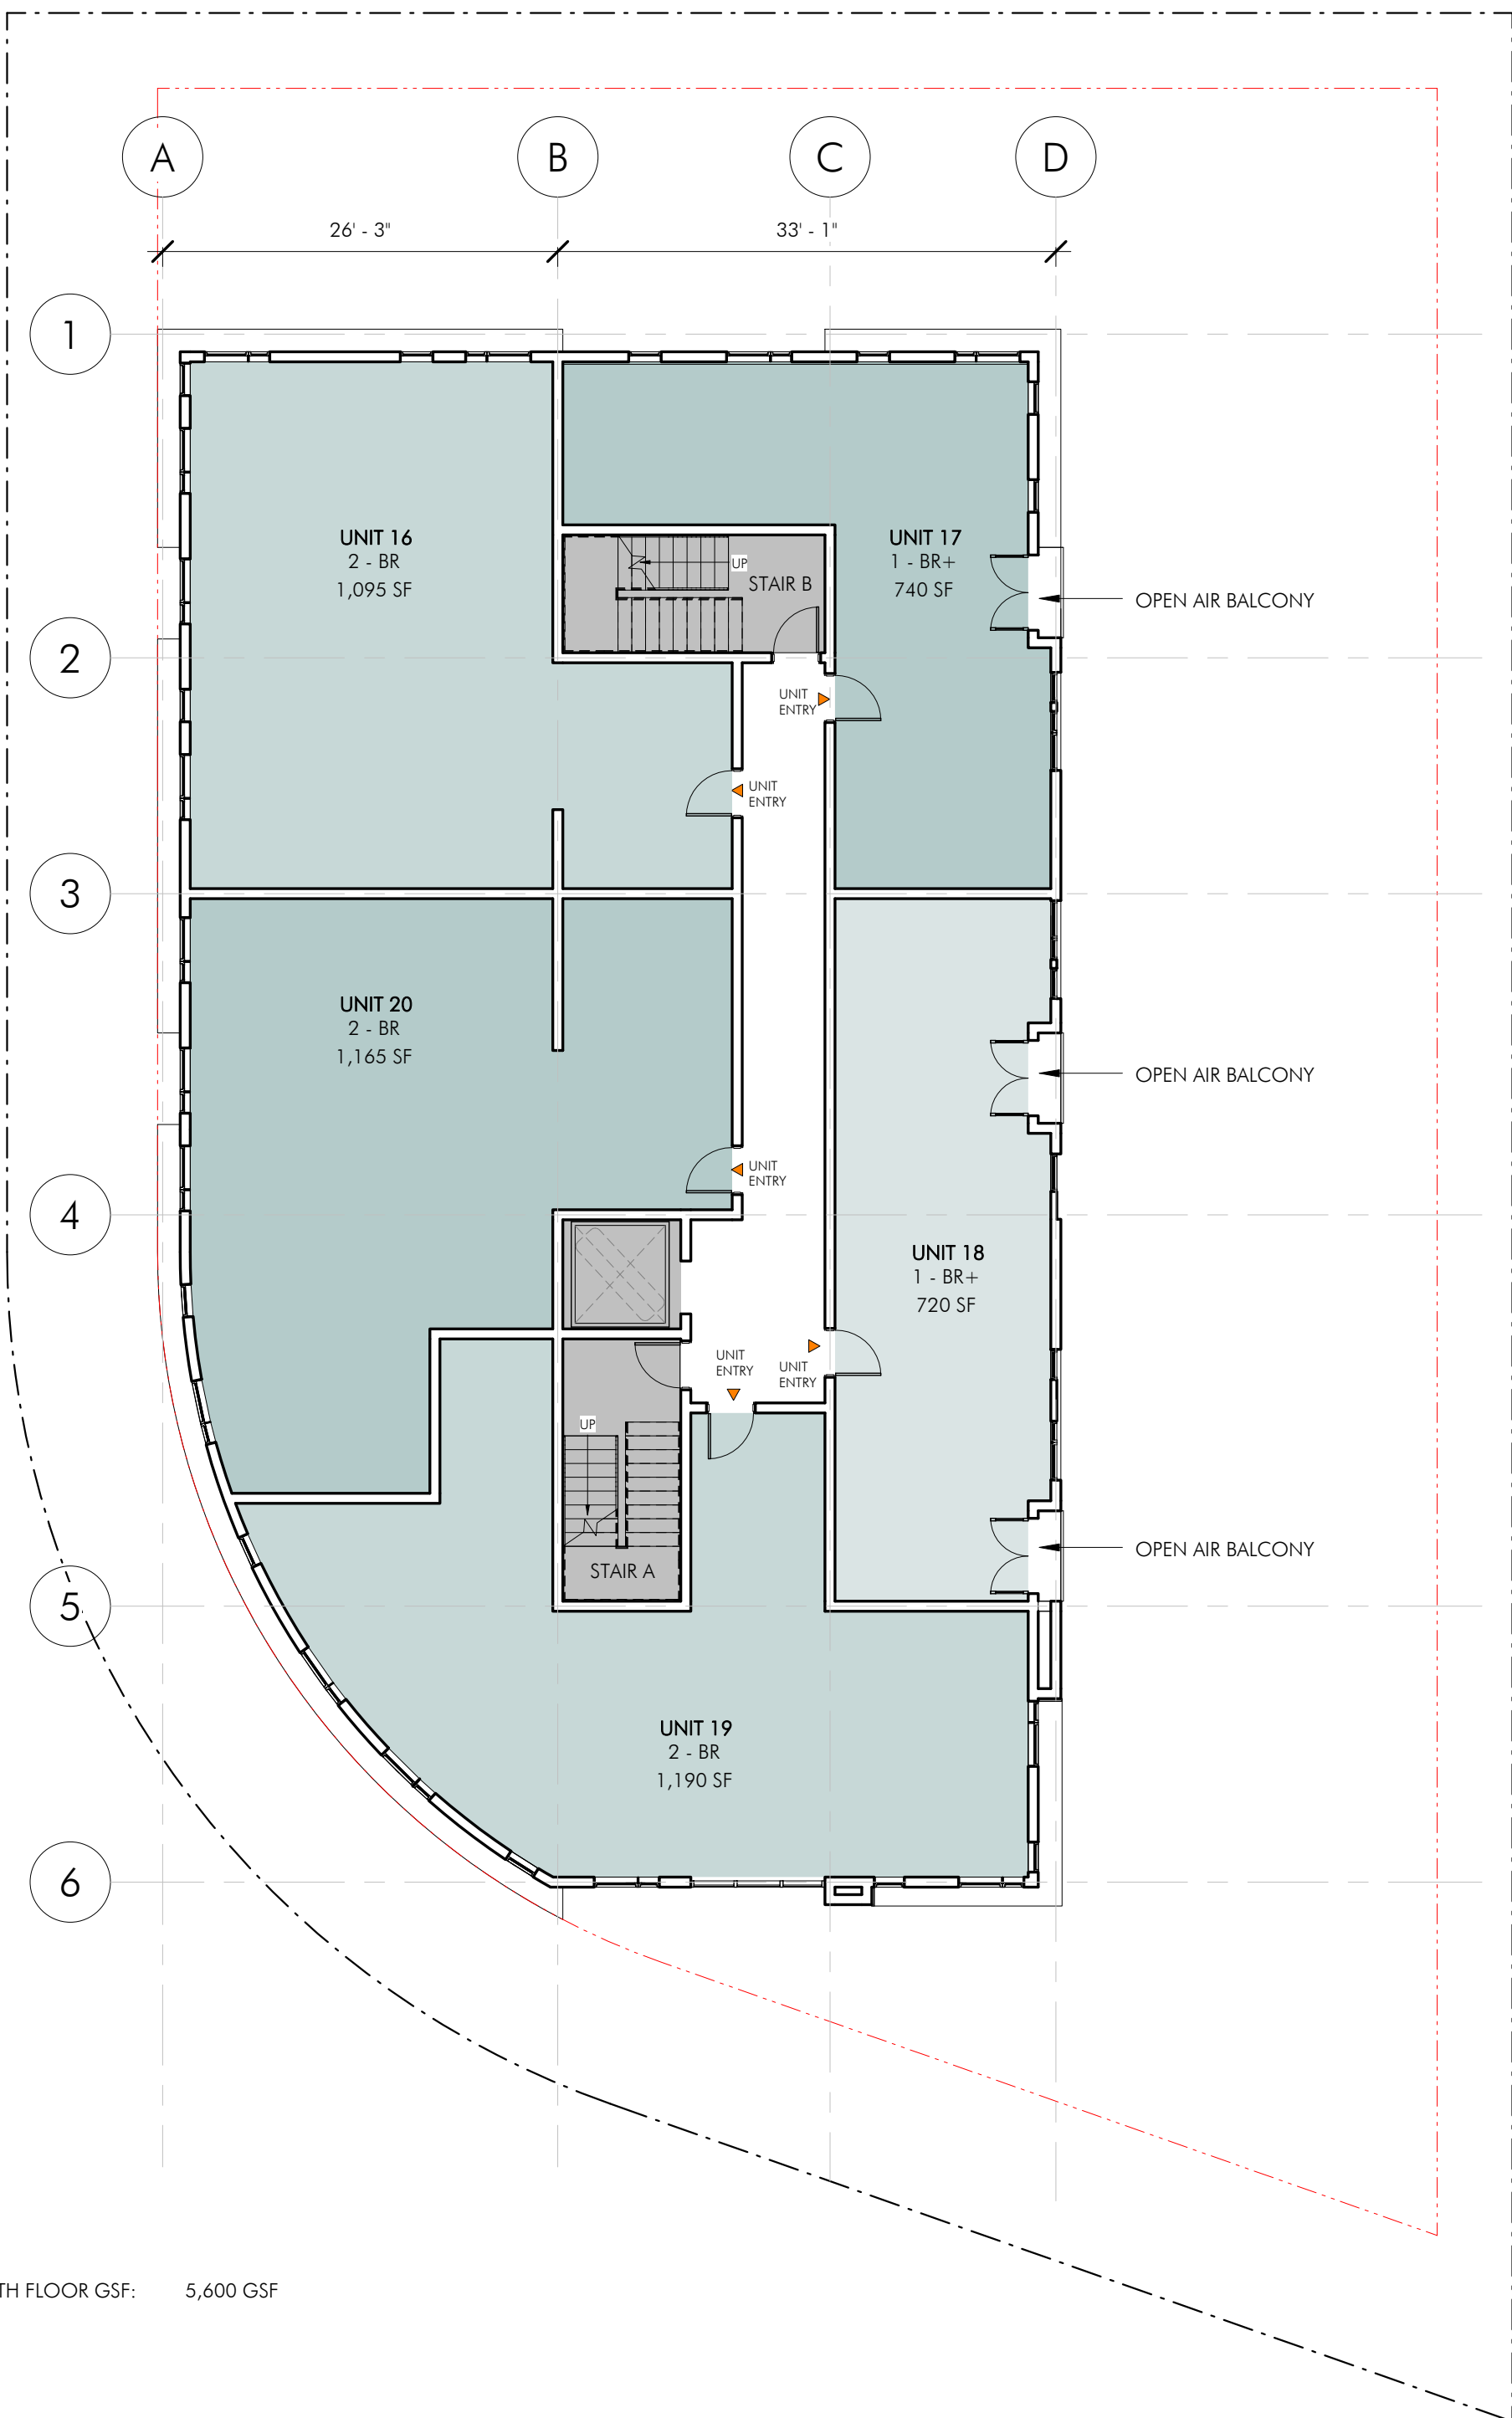 A
B
C
D
26' - 3"
33' - 1"
1
UNIT 16
2 - BR
1,095 SF
UNIT 17
1 - BR+
740 SF
UP
STAIR B
OPEN AIR BALCONY
2
UNIT
ENTRY
UNIT
ENTRY
3
UNIT 20
2 - BR
1,165 SF
OPEN AIR BALCONY
UNIT
ENTRY
4
UNIT 18
1 - BR+
720 SF
UNIT
ENTRY
UNIT
ENTRY
UP
STAIR A
OPEN AIR BALCONY
5
UNIT 19
2 - BR
1,190 SF
6
TH FLOOR GSF: 5,600 GSF